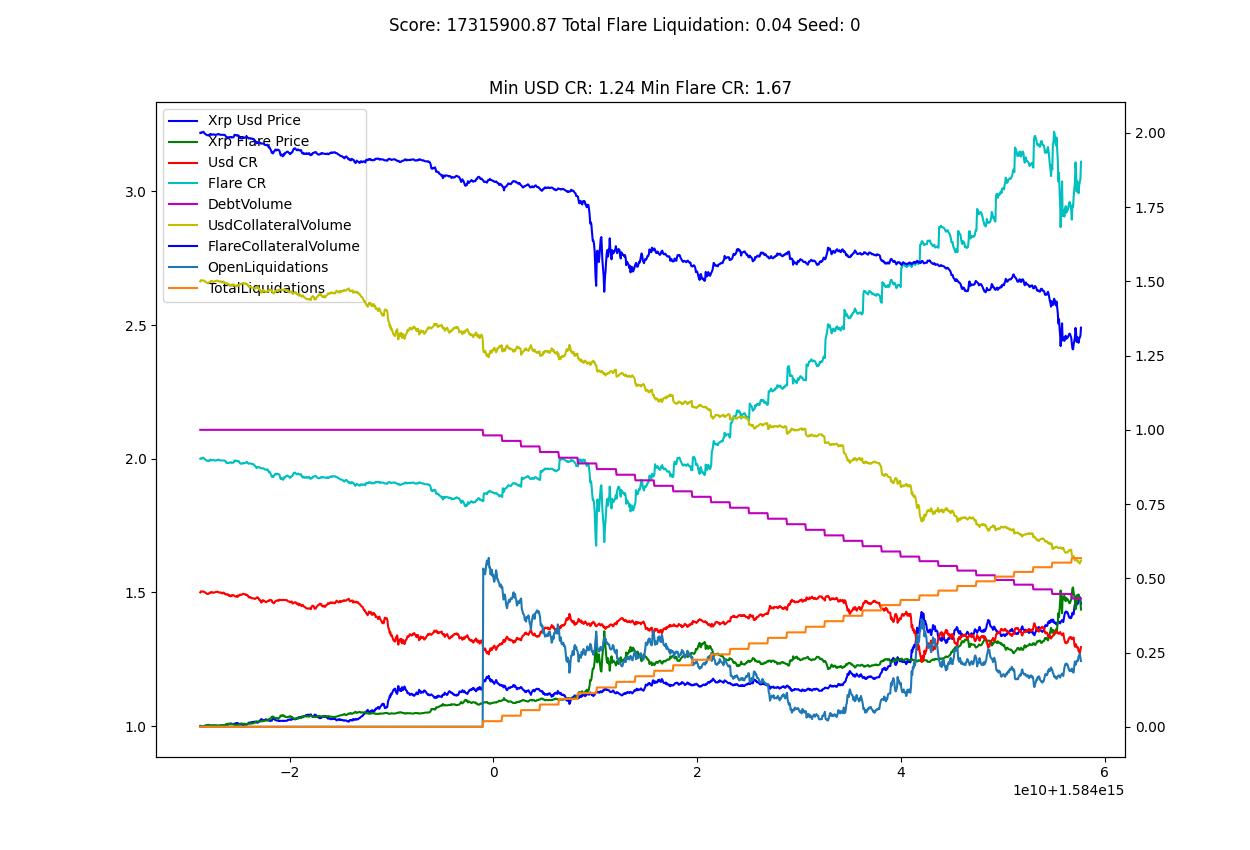 Score: 17315900.87 Total Flare Liquidation: 0.04 Seed: 0
Min USD CR: 1.24 Min Flare CR: 1.67
Xrp Usd Price
Xrp Flare Price
Usd CR
Flare CR
DebtVolume
UsdCollateralVolume
FlareCollateralVolume
OpenLiquidations
TotalLiquidations
3.0
2.5
2.0
1.5
1.0
2.00
1.75
1.50
1.25
1.00
0.75
0.50
0.25
0.00
−2
0
2
4
6
1e10+1.584e15